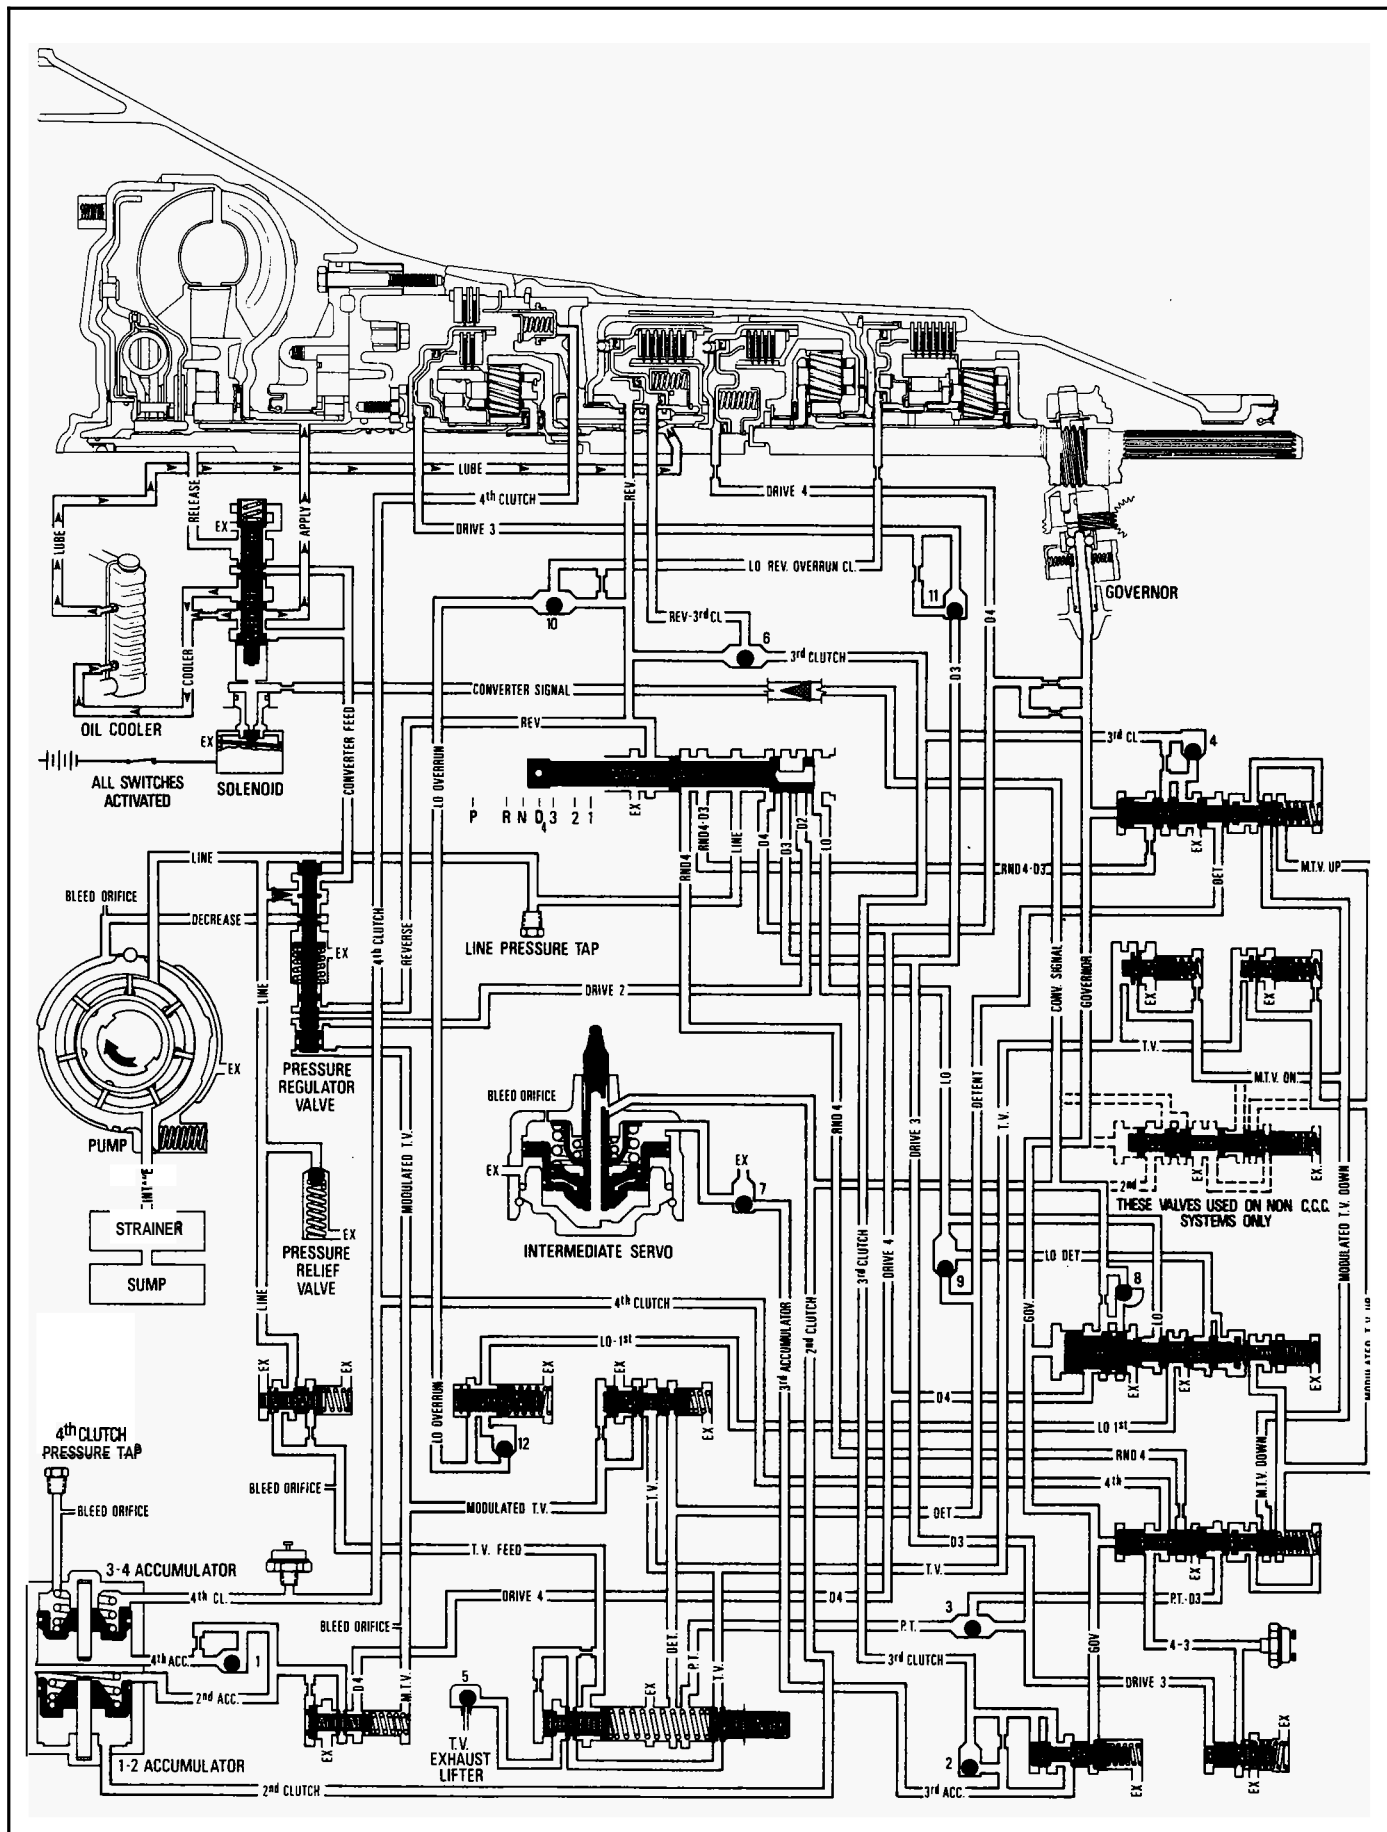 LUBE
REV.
RELEASE
4th CLUTCH
DRIVE 4
EX
APPLY
DRIVE 3
LUBE
LO REV. OVERRUN CL.
11
GOVERNOR
10
REV-3rd CL
D4
6
COOLER
3rd CLUTCH
D3
CONVERTER SIGNAL
OIL COOLER
REV
3rd CL
4
EX
CONVERTER FEED
LO OVERRUN
ALL SWITCHES
ACTIVATED
SOLENOID
P R N D4 3 2 1
EX
RND4-D3
LINE
D4
D3
D2
LO
RND4
EX
DET
M.T.V. UP
RND4-D3
LINE
BLEED ORIFICE
DECREASE
4th CLUTCH
REVERSE
LINE PRESSURE TAP
EX
LINE
DRIVE 2
CONV. SIGNAL
GOVERNOR
EX
EX
T.V.
EX
PRESSURE
REGULATOR
VALVE
M.T.V. ON
LO
DETENT
BLEED ORIFICE
T.V.
RND 4
DRIVE 3
PUMP
MODULATED T.V.
EX
EX
7
2nd
EX
EX
INTAKE
THESE VALVES USED ON NON C.C.C.
SYSTEMS ONLY
STRAINER
EX
PRESSURE
RELIEF
VALVE
INTERMEDIATE SERVO
DRIVE 4
3rd CLUTCH
LO DET
MODULATED T.V. DOWN
SUMP
9
8
LINE
4th CLUTCH
GOV.
LO
MODULATED T.V. UP
LO-1st
3rd ACCUMULATOR
2nd CLUTCH
EX
EX
EX
EX
EX
EX
D4
LO OVERRUN
LO 1st
4th CLUTCH
PRESSURE TAP
12
RND 4
M.T.V. DOWN
4th
BLEED ORIFICE
BLEED ORIFICE
MODULATED T.V.
T.V.
DET
D3
T.V. FEED
EX
3-4 ACCUMULATOR
T.V.
4th CL.
DRIVE 4
D4
P.T.-D3
3
BLEED ORIFICE
DET.
P.T.
P.T.
4-3
GOV
4th ACC.
1
3rd CLUTCH
T.V.
5
EX
2nd ACC.
D4
M.T.V.
DRIVE 3
EX
T.V.
EXHAUST
LIFTER
EX
2
1-2 ACCUMULATOR
2nd CLUTCH
3rd ACC.
EX
EX